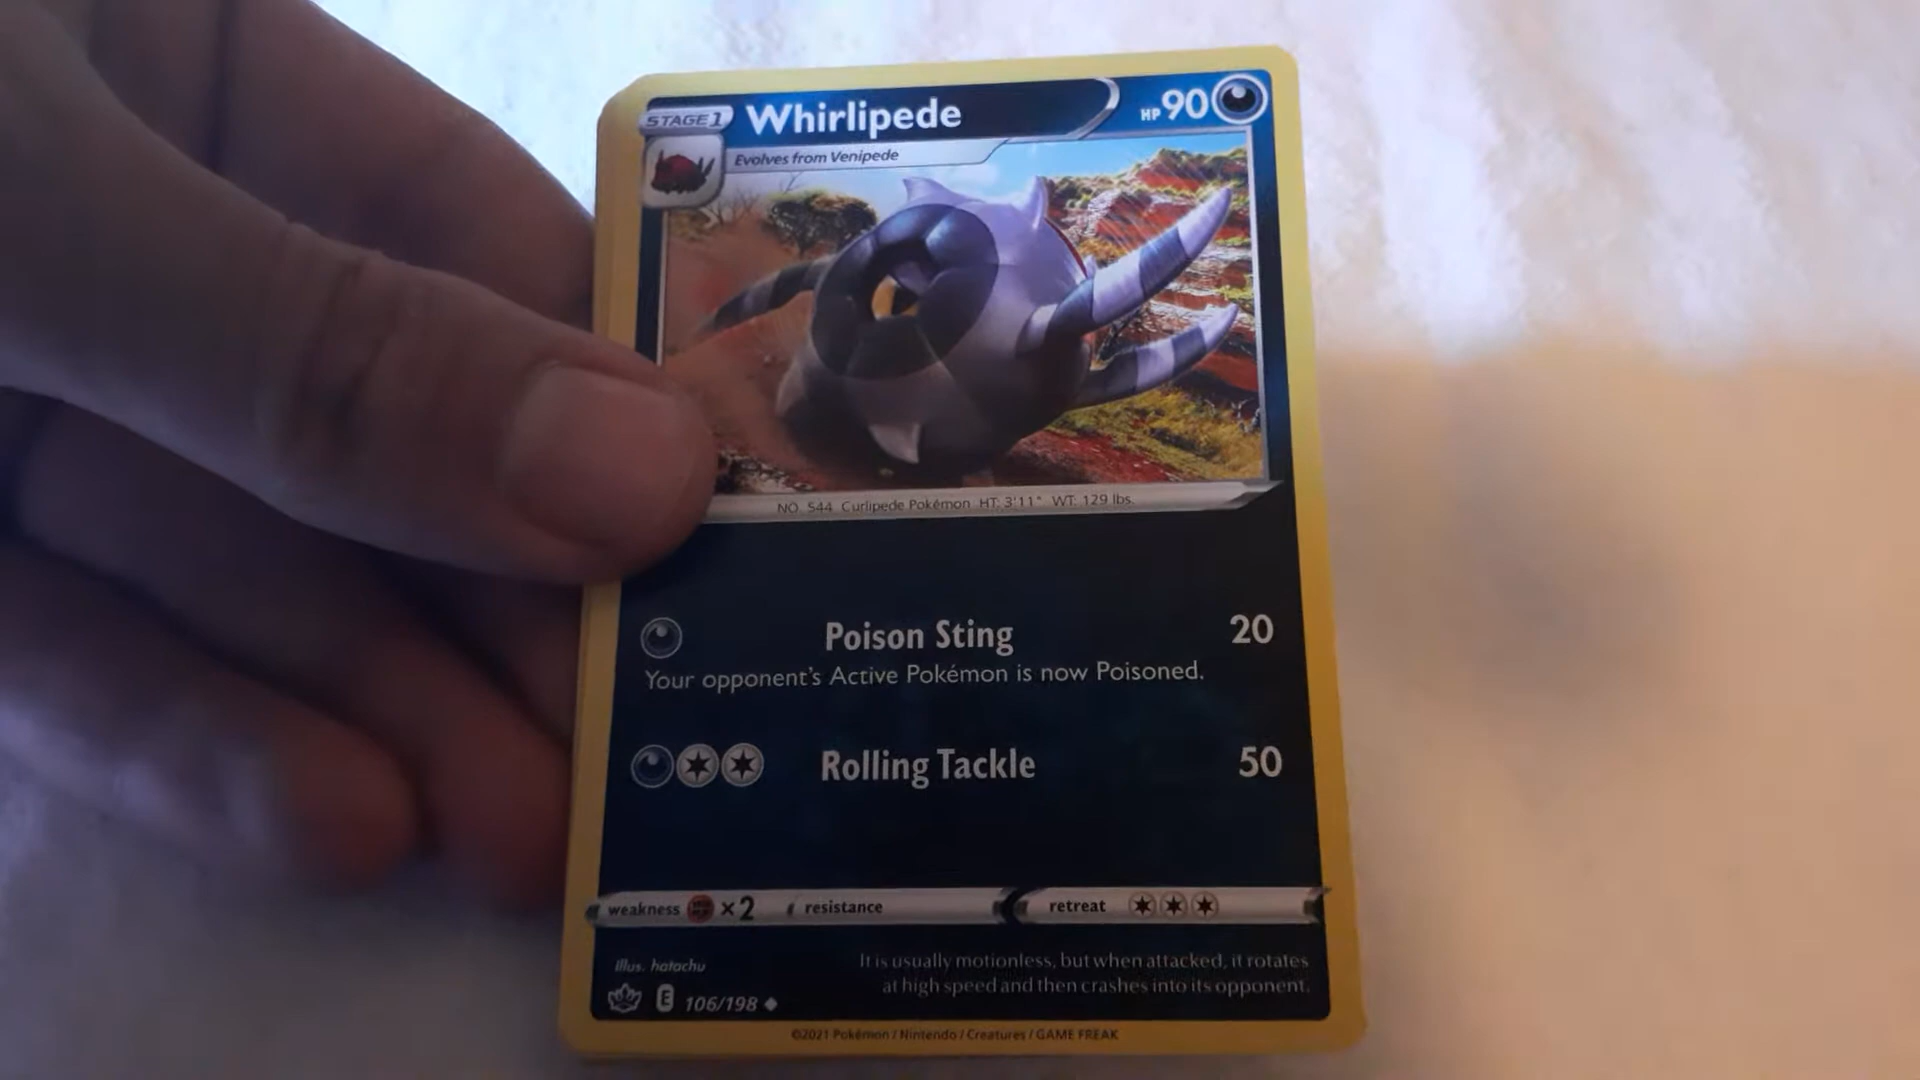 STAGE 1 Whirlipede HP 90
Evolves from Venipede
NO. 544 Curlipede Pokémon HT: 3'11" WT: 129 lbs.
Poison Sting 20
Your opponent's Active Pokémon is now Poisoned.
Rolling Tackle 50
weakness ×2 resistance retreat
illus. hatachu
It is usually motionless, but when attacked, it rotates
at high speed and then crashes into its opponent.
E 106/198
©2021 Pokémon / Nintendo / Creatures / GAME FREAK